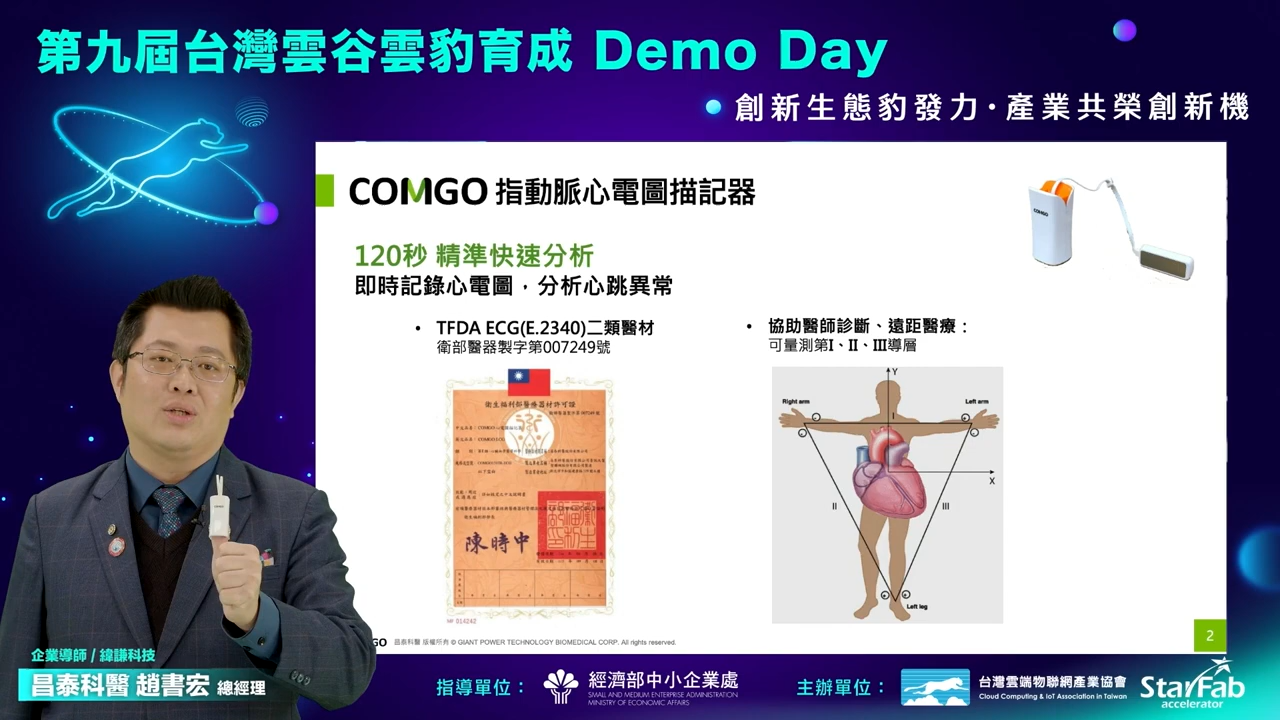 第九屆台灣雲谷雲豹育成 Demo Day
創新生態豹發力・產業共榮創新機
COMGO 指動脈心電圖描記器
COMGO
120秒 精準快速分析
即時記錄心電圖，分析心跳異常
• TFDA ECG(E.2340)二類醫材
衛部醫器製字第007249號
• 協助醫師診斷、遠距醫療：
可量測第I、II、III導層
衛生福利部醫療器材許可證
陳時中
MF 014242
Y
Right arm
Left arm
I
X
II
III
Left leg
GO 昌泰科醫 版權所有 © GIANT POWER TECHNOLOGY BIOMEDICAL CORP. All rights reserved.
2
企業導師 / 緯謙科技
昌泰科醫 趙書宏 總經理
指導單位：
經濟部中小企業處
SMALL AND MEDIUM ENTERPRISE ADMINISTRATION
MINISTRY OF ECONOMIC AFFAIRS
主辦單位：
台灣雲端物聯網產業協會
Cloud Computing & IoT Association in Taiwan
StarFab
accelerator